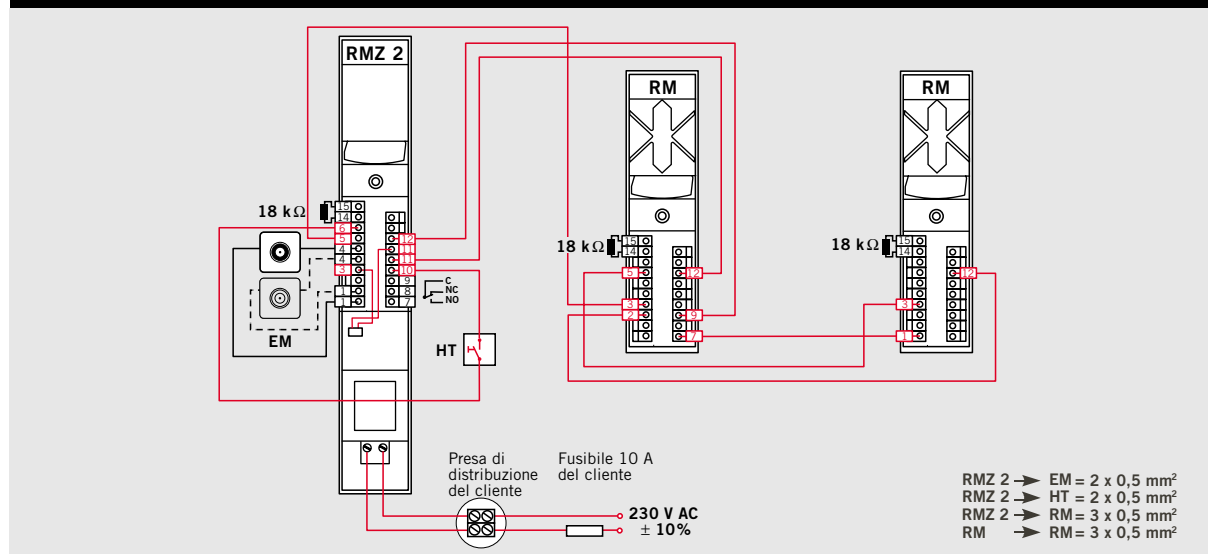 RMZ 2
RM
RM
18 kΩ
15
14
6
5
4
4
3
1
1
12
11
11
10
9
8
7
C
NC
NO
EM
HT
18 kΩ
15
14
5
3
2
12
9
7
18 kΩ
15
14
3
1
12
Presa di
distribuzione
del cliente
Fusibile 10 A
del cliente
230 V AC
± 10%
RMZ 2 → EM = 2 x 0,5 mm²
RMZ 2 → HT = 2 x 0,5 mm²
RMZ 2 → RM = 3 x 0,5 mm²
RM → RM = 3 x 0,5 mm²